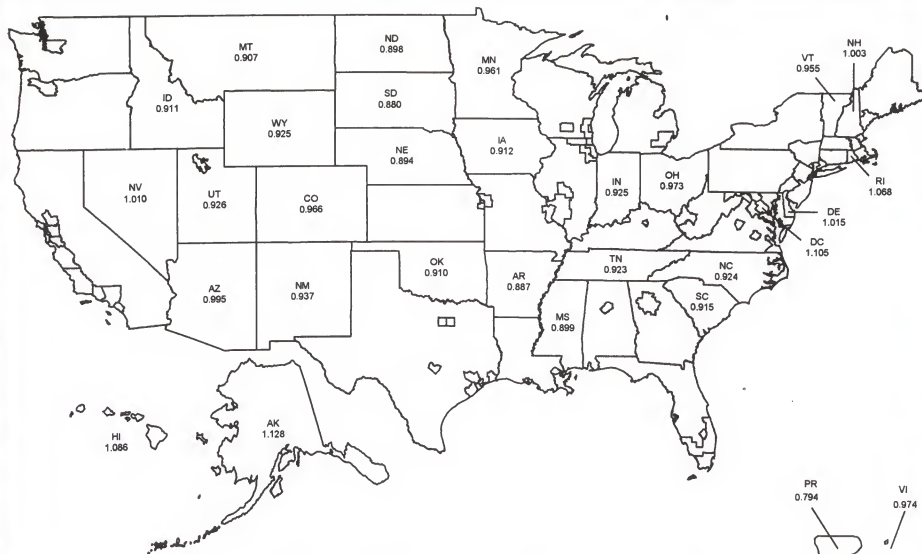 NH
1.003
VT
0.955
MT
0.907
ND
0.898
MN
0.961
ID
0.911
SD
0.880
WY
0.925
IA
0.912
NE
0.894
NV
1.010
UT
0.926
CO
0.966
IN
0.925
OH
0.973
RI
1.068
DE
1.015
DC
1.105
AZ
0.995
NM
0.937
OK
0.910
AR
0.887
TN
0.923
NC
0.924
SC
0.915
MS
0.899
HI
1.086
AK
1.128
PR
0.794
VI
0.974